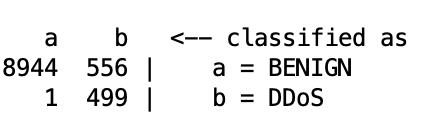 a b <-- classified as
8944 556 | a = BENIGN
1 499 | b = DDoS